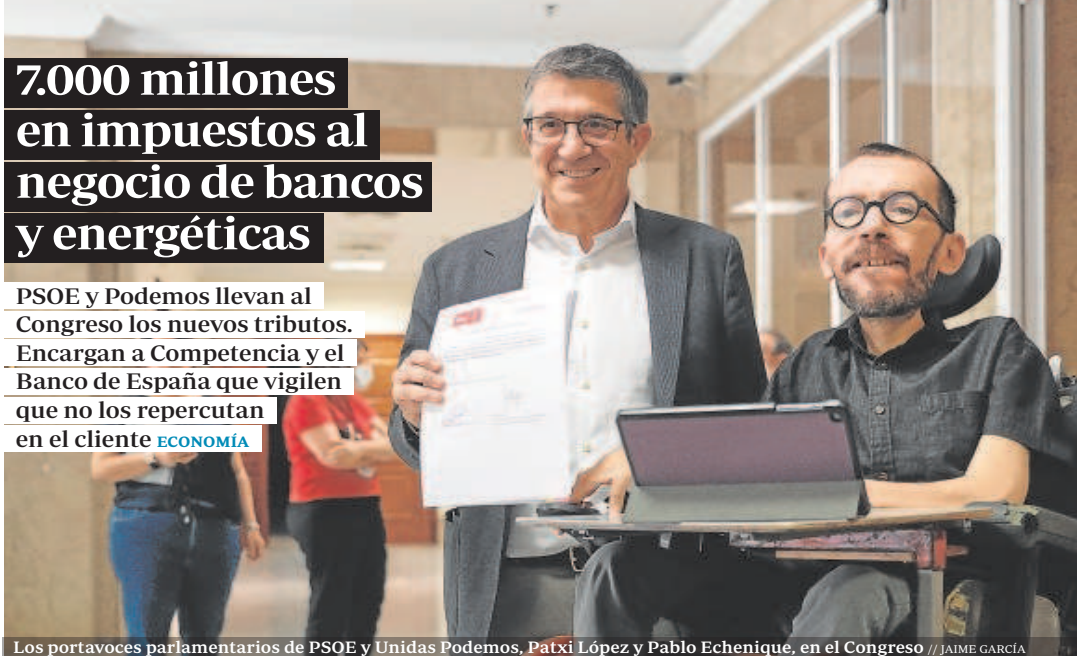 7.000 millones
en impuestos al
negocio de bancos
y energéticas
PSOE y Podemos llevan al
Congreso los nuevos tributos.
Encargan a Competencia y el
Banco de España que vigilen
que no los repercutan
en el cliente ECONOMÍA
Los portavoces parlamentarios de PSOE y Unidas Podemos, Patxi López y Pablo Echenique, en el Congreso // JAIME GARCÍA